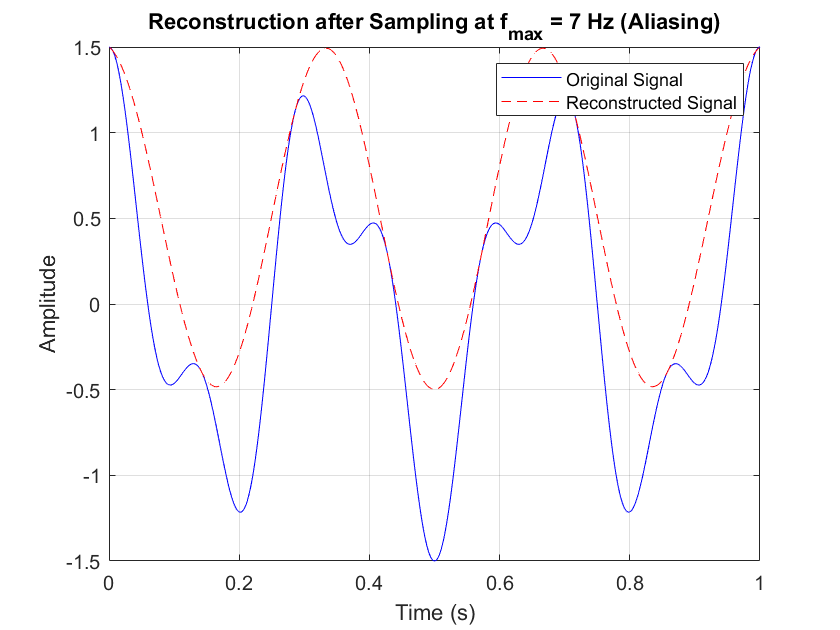 Reconstruction after Sampling at f_max = 7 Hz (Aliasing)
Original Signal
Reconstructed Signal
Amplitude
1.5
1
0.5
0
-0.5
-1
-1.5
0 0.2 0.4 0.6 0.8 1
Time (s)